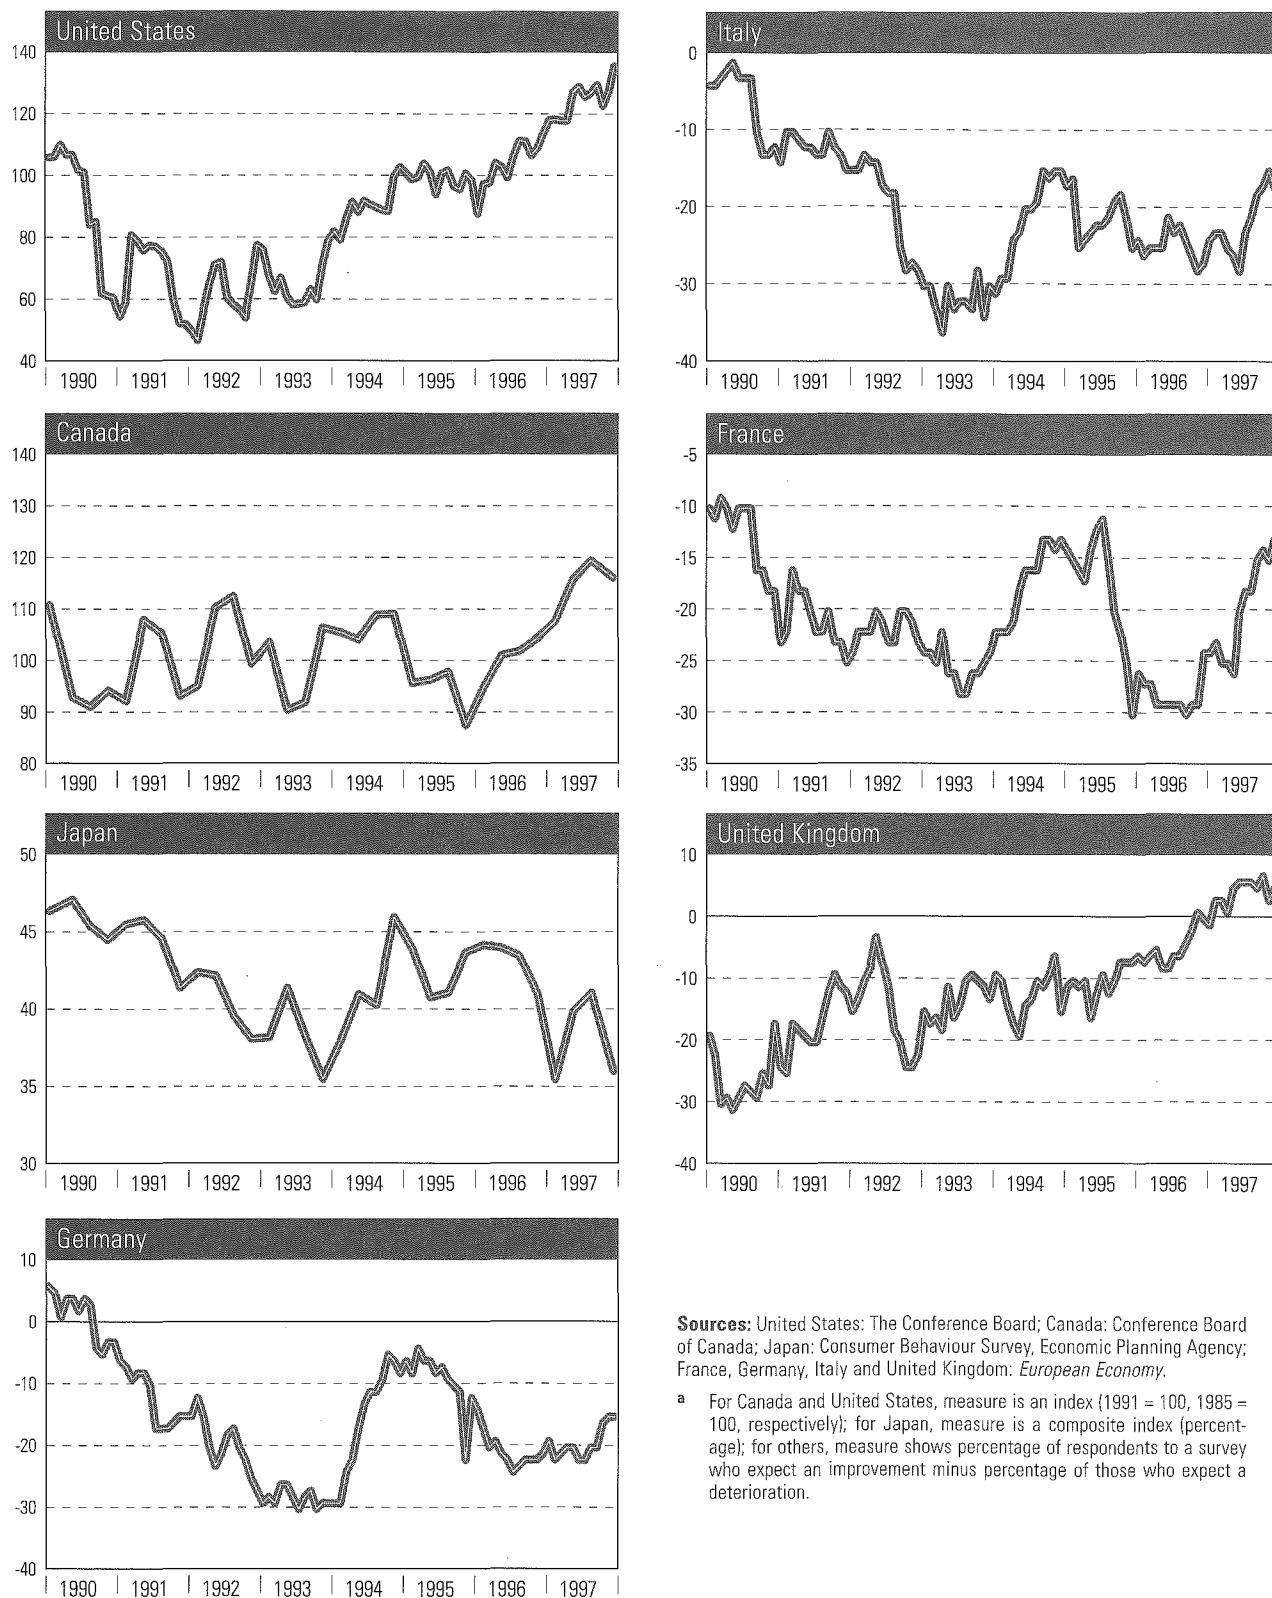 United States
140
120
100
80
60
40
1990 1991 1992 1993 1994 1995 1996 1997
Canada
140
130
120
110
100
90
80
1990 1991 1992 1993 1994 1995 1996 1997
Japan
50
45
40
35
30
1990 1991 1992 1993 1994 1995 1996 1997
Germany
10
0
-10
-20
-30
-40
1990 1991 1992 1993 1994 1995 1996 1997
Italy
0
-10
-20
-30
-40
1990 1991 1992 1993 1994 1995 1996 1997
France
-5
-10
-15
-20
-25
-30
-35
1990 1991 1992 1993 1994 1995 1996 1997
United Kingdom
10
0
-10
-20
-30
-40
1990 1991 1992 1993 1994 1995 1996 1997
Sources: United States: The Conference Board; Canada: Conference Board
of Canada; Japan: Consumer Behaviour Survey, Economic Planning Agency;
France, Germany, Italy and United Kingdom: European Economy.
a For Canada and United States, measure is an index (1991 = 100, 1985 =
100, respectively); for Japan, measure is a composite index (percent-
age); for others, measure shows percentage of respondents to a survey
who expect an improvement minus percentage of those who expect a
deterioration.